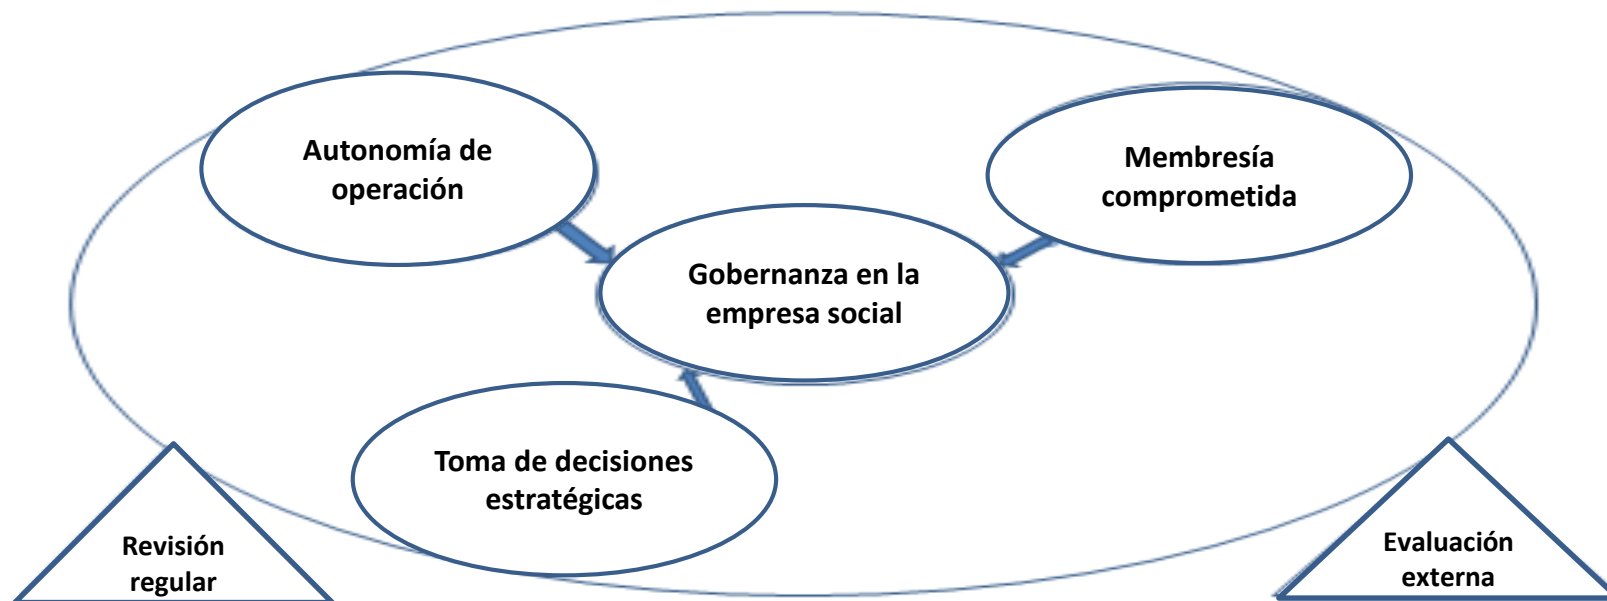 Autonomía de
operación
Membresía
comprometida
Gobernanza en la
empresa social
Toma de decisiones
estratégicas
Revisión
regular
Evaluación
externa